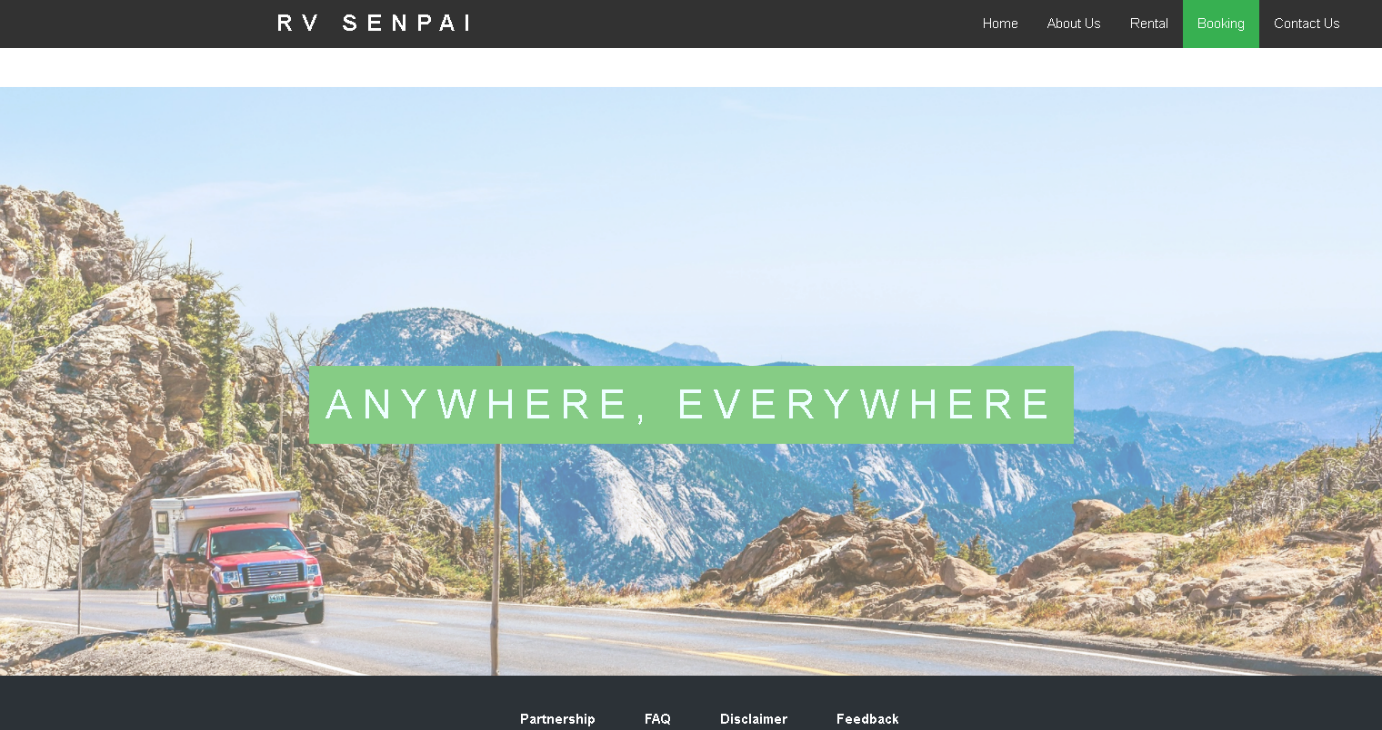 RV SENPAI
Home About Us Rental Booking Contact Us
ANYWHERE, EVERYWHERE
Partnership FAQ Disclaimer Feedback